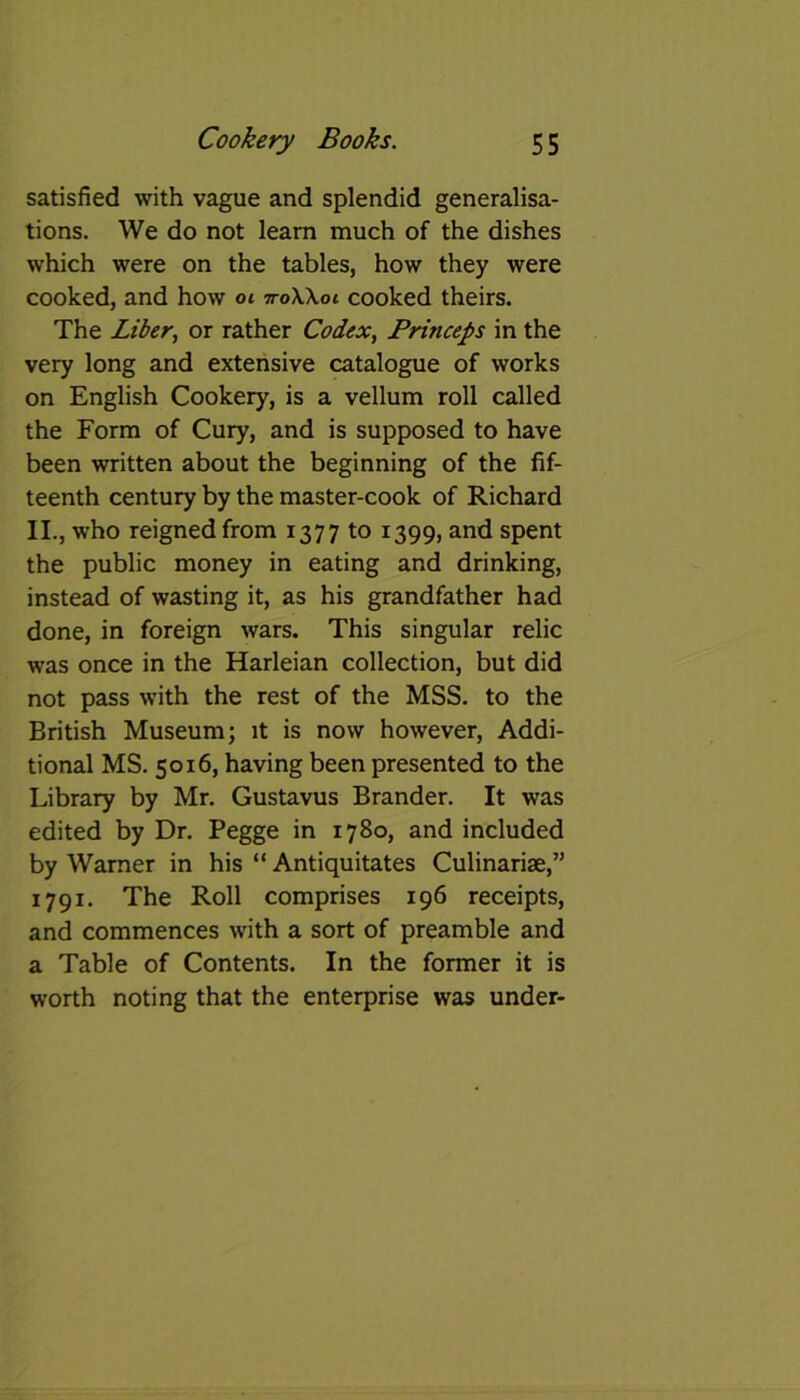 Cookery Books. 55
satisfied with vague and splendid generalisa-
tions. We do not learn much of the dishes
which were on the tables, how they were
cooked, and how οι πολλοι cooked theirs.
The Liber, or rather Codex, Princeps in the
very long and extensive catalogue of works
on English Cookery, is a vellum roll called
the Form of Cury, and is supposed to have
been written about the beginning of the fif-
teenth century by the master-cook of Richard
II., who reigned from 1377 to 1399, and spent
the public money in eating and drinking,
instead of wasting it, as his grandfather had
done, in foreign wars. This singular relic
was once in the Harleian collection, but did
not pass with the rest of the MSS. to the
British Museum; it is now however, Addi-
tional MS. 5016, having been presented to the
Library by Mr. Gustavus Brander. It was
edited by Dr. Pegge in 1780, and included
by Warner in his “Antiquitates Culinariæ,”
1791. The Roll comprises 196 receipts,
and commences with a sort of preamble and
a Table of Contents. In the former it is
worth noting that the enterprise was under-